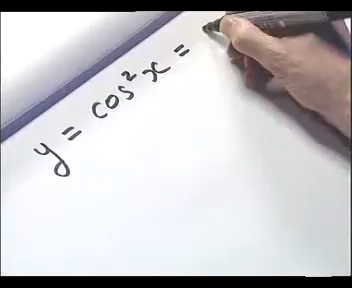 y = cos²x =